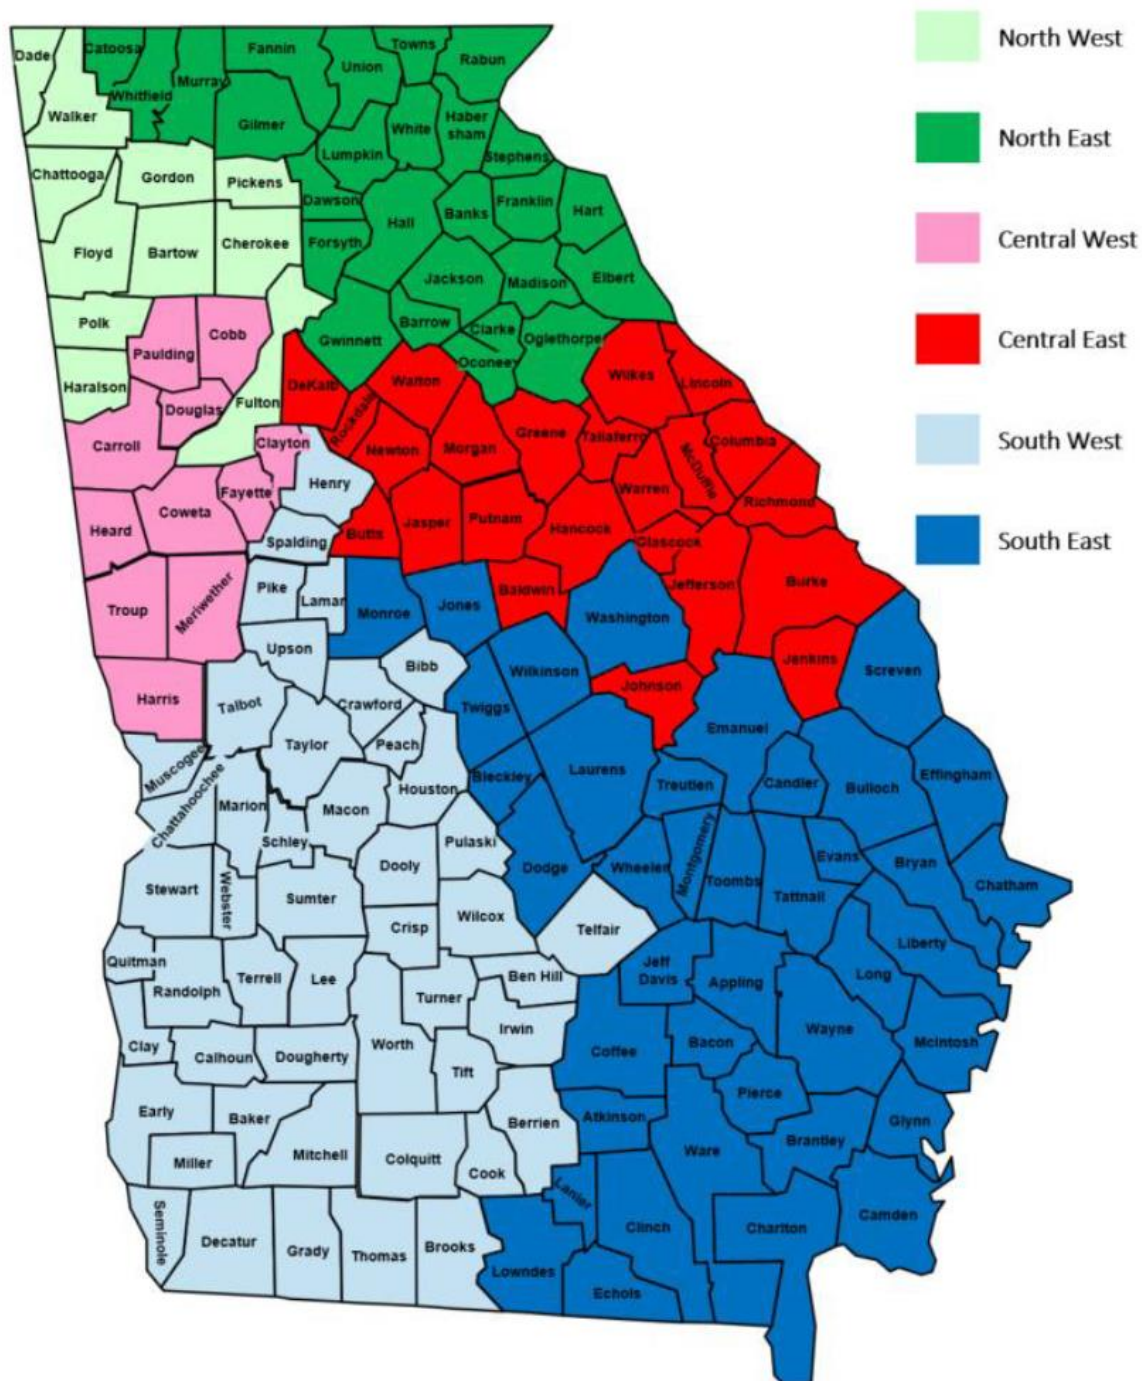 North West
North East
Central West
Central East
South West
South East
Dade
Catoosa
Fannin
Towns
Union
Rabun
Murray
Whitfield
Walker
Gilmer
White
Haber
sham
Lumpkin
Stephens
Chattooga
Gordon
Pickens
Dawson
Hall
Banks
Franklin
Hart
Floyd
Bartow
Cherokee
Forsyth
Jackson
Madison
Elbert
Polk
Cobb
Paulding
Gwinnett
Barrow
Clarke
Oglethorpe
Oconee
Haralson
Douglas
Fulton
DeKalb
Rockdale
Walton
Wilkes
Lincoln
Carroll
Clayton
Newton
Morgan
Greene
Taliaferro
McDuffie
Columbia
Heard
Coweta
Fayette
Henry
Spalding
Butts
Jasper
Putnam
Hancock
Warren
Richmond
Glascock
Troup
Meriwether
Pike
Lamar
Monroe
Jones
Baldwin
Washington
Jefferson
Burke
Harris
Upson
Bibb
Wilkinson
Johnson
Jenkins
Screven
Talbot
Crawford
Twiggs
Emanuel
Muscogee
Taylor
Peach
Laurens
Chattahoochee
Marion
Macon
Houston
Bleckley
Treutlen
Candler
Bulloch
Effingham
Schley
Pulaski
Dooly
Dodge
Wheeler
Montgomery
Toombs
Evans
Tattnall
Bryan
Chatham
Stewart
Webster
Sumter
Crisp
Wilcox
Telfair
Liberty
Quitman
Randolph
Terrell
Lee
Turner
Ben Hill
Jeff
Davis
Appling
Long
Clay
Calhoun
Dougherty
Worth
Irwin
Tift
Coffee
Bacon
Wayne
McIntosh
Early
Baker
Berrien
Atkinson
Pierce
Brantley
Glynn
Miller
Mitchell
Colquitt
Cook
Lanier
Ware
Seminole
Decatur
Grady
Thomas
Brooks
Lowndes
Clinch
Echols
Charlton
Camden